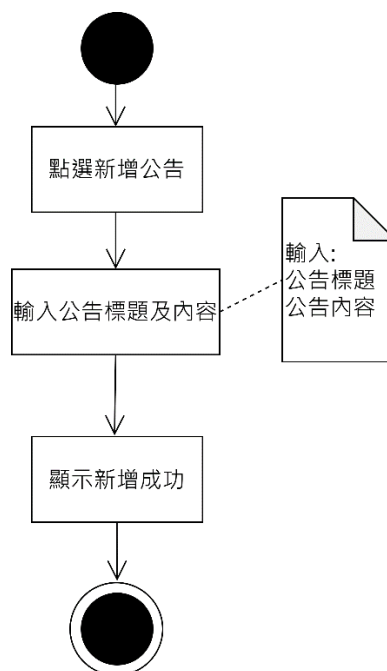 點選新增公告
輸入公告標題及內容
輸入:
公告標題
公告內容
顯示新增成功